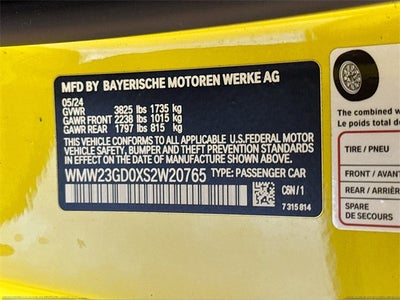 MFD BY BAYERISCHE MOTOREN WERKE AG
05/24
GVWR 3825 lbs 1735 kg
GAWR FRONT 2238 lbs 1015 kg
GAWR REAR 1797 lbs 815 kg
THIS VEHICLE CONFORMS TO ALL APPLICABLE U.S.FEDERAL MOTOR
VEHICLE SAFETY, BUMPER, AND THEFT PREVENTION STANDARDS
IN EFFECT ON THE DATE OF MANUFACTURE SHOWN ABOVE.
WMW23GD0XS2W20765 TYPE: PASSENGER CAR
C6N / 1
7 315 814
The combined w
Le poids total des
TIRE / PNEU
FRONT / AVANT
REAR / ARRIÈRE
SPARE
DE SECOURS